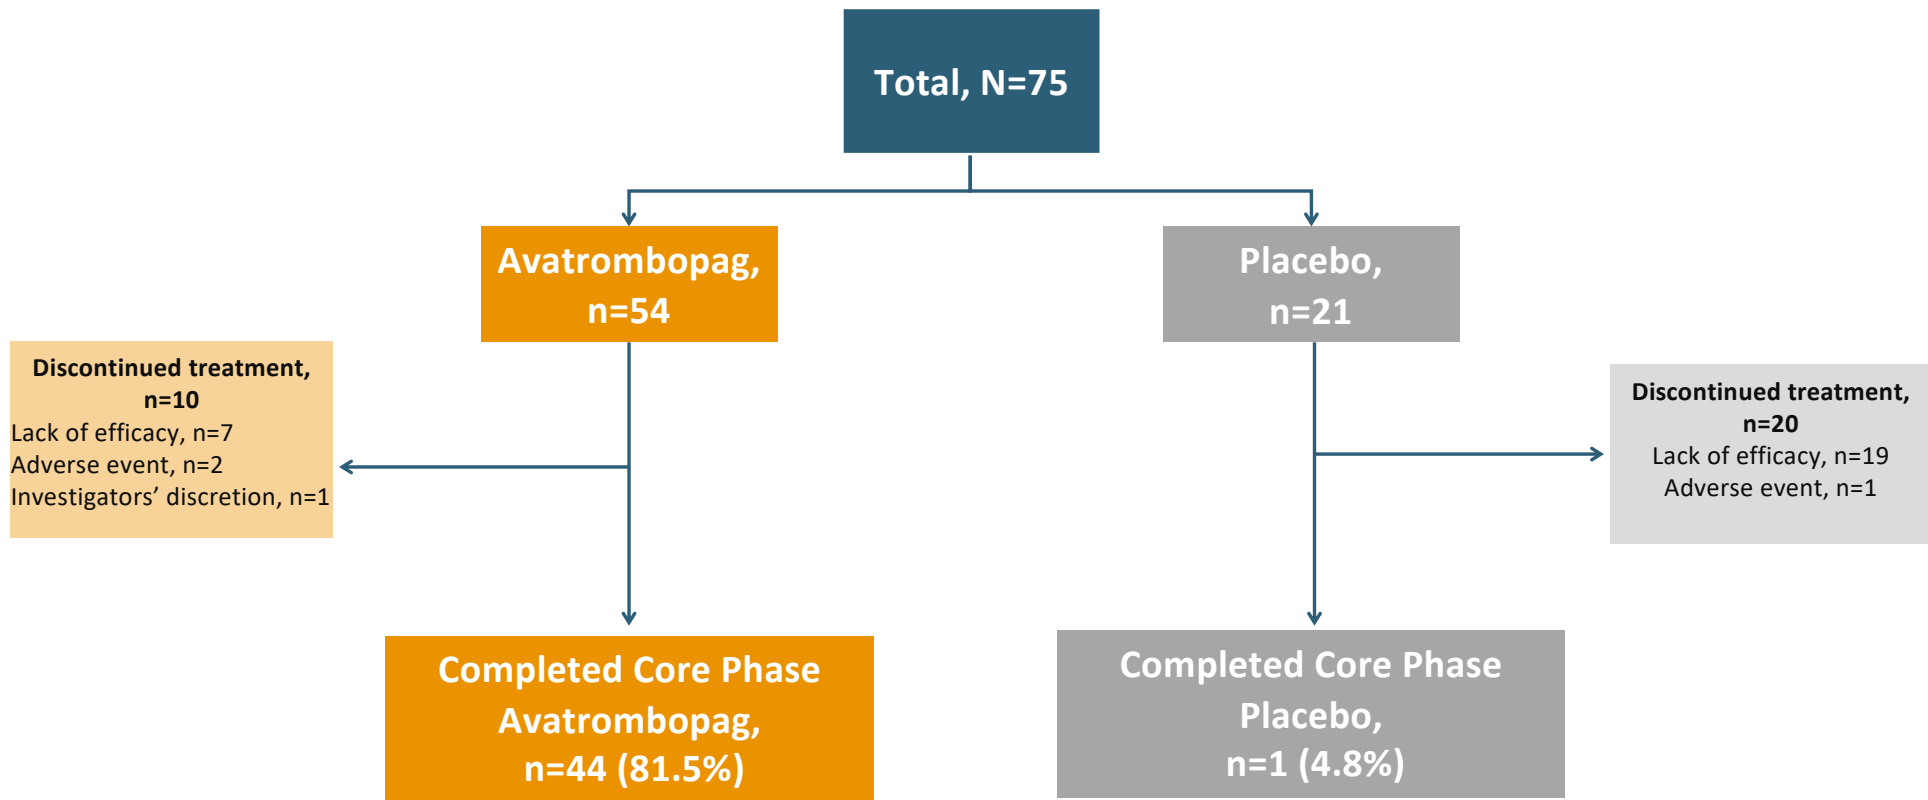 Total, N=75
Avatrombopag,
n=54
Placebo,
n=21
Discontinued treatment,
n=10
Lack of efficacy, n=7
Adverse event, n=2
Investigators’ discretion, n=1
Discontinued treatment,
n=20
Lack of efficacy, n=19
Adverse event, n=1
Completed Core Phase
Avatrombopag,
n=44 (81.5%)
Completed Core Phase
Placebo,
n=1 (4.8%)